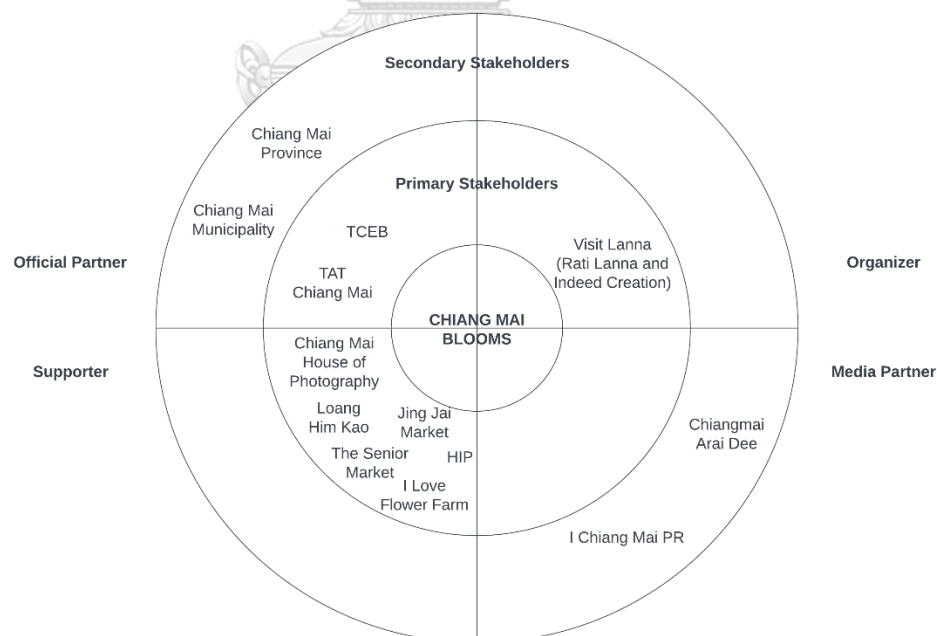 Secondary Stakeholders
Chiang Mai
Province
Primary Stakeholders
Chiang Mai
Municipality
TCEB
Visit Lanna
(Rati Lanna and
Indeed Creation)
Official Partner
Organizer
TAT
Chiang Mai
CHIANG MAI
BLOOMS
Supporter
Media Partner
Chiang Mai
House of
Photography
Loang
Him Kao
Jing Jai
Market
The Senior
Market
HIP
I Love
Flower Farm
Chiangmai
Arai Dee
I Chiang Mai PR